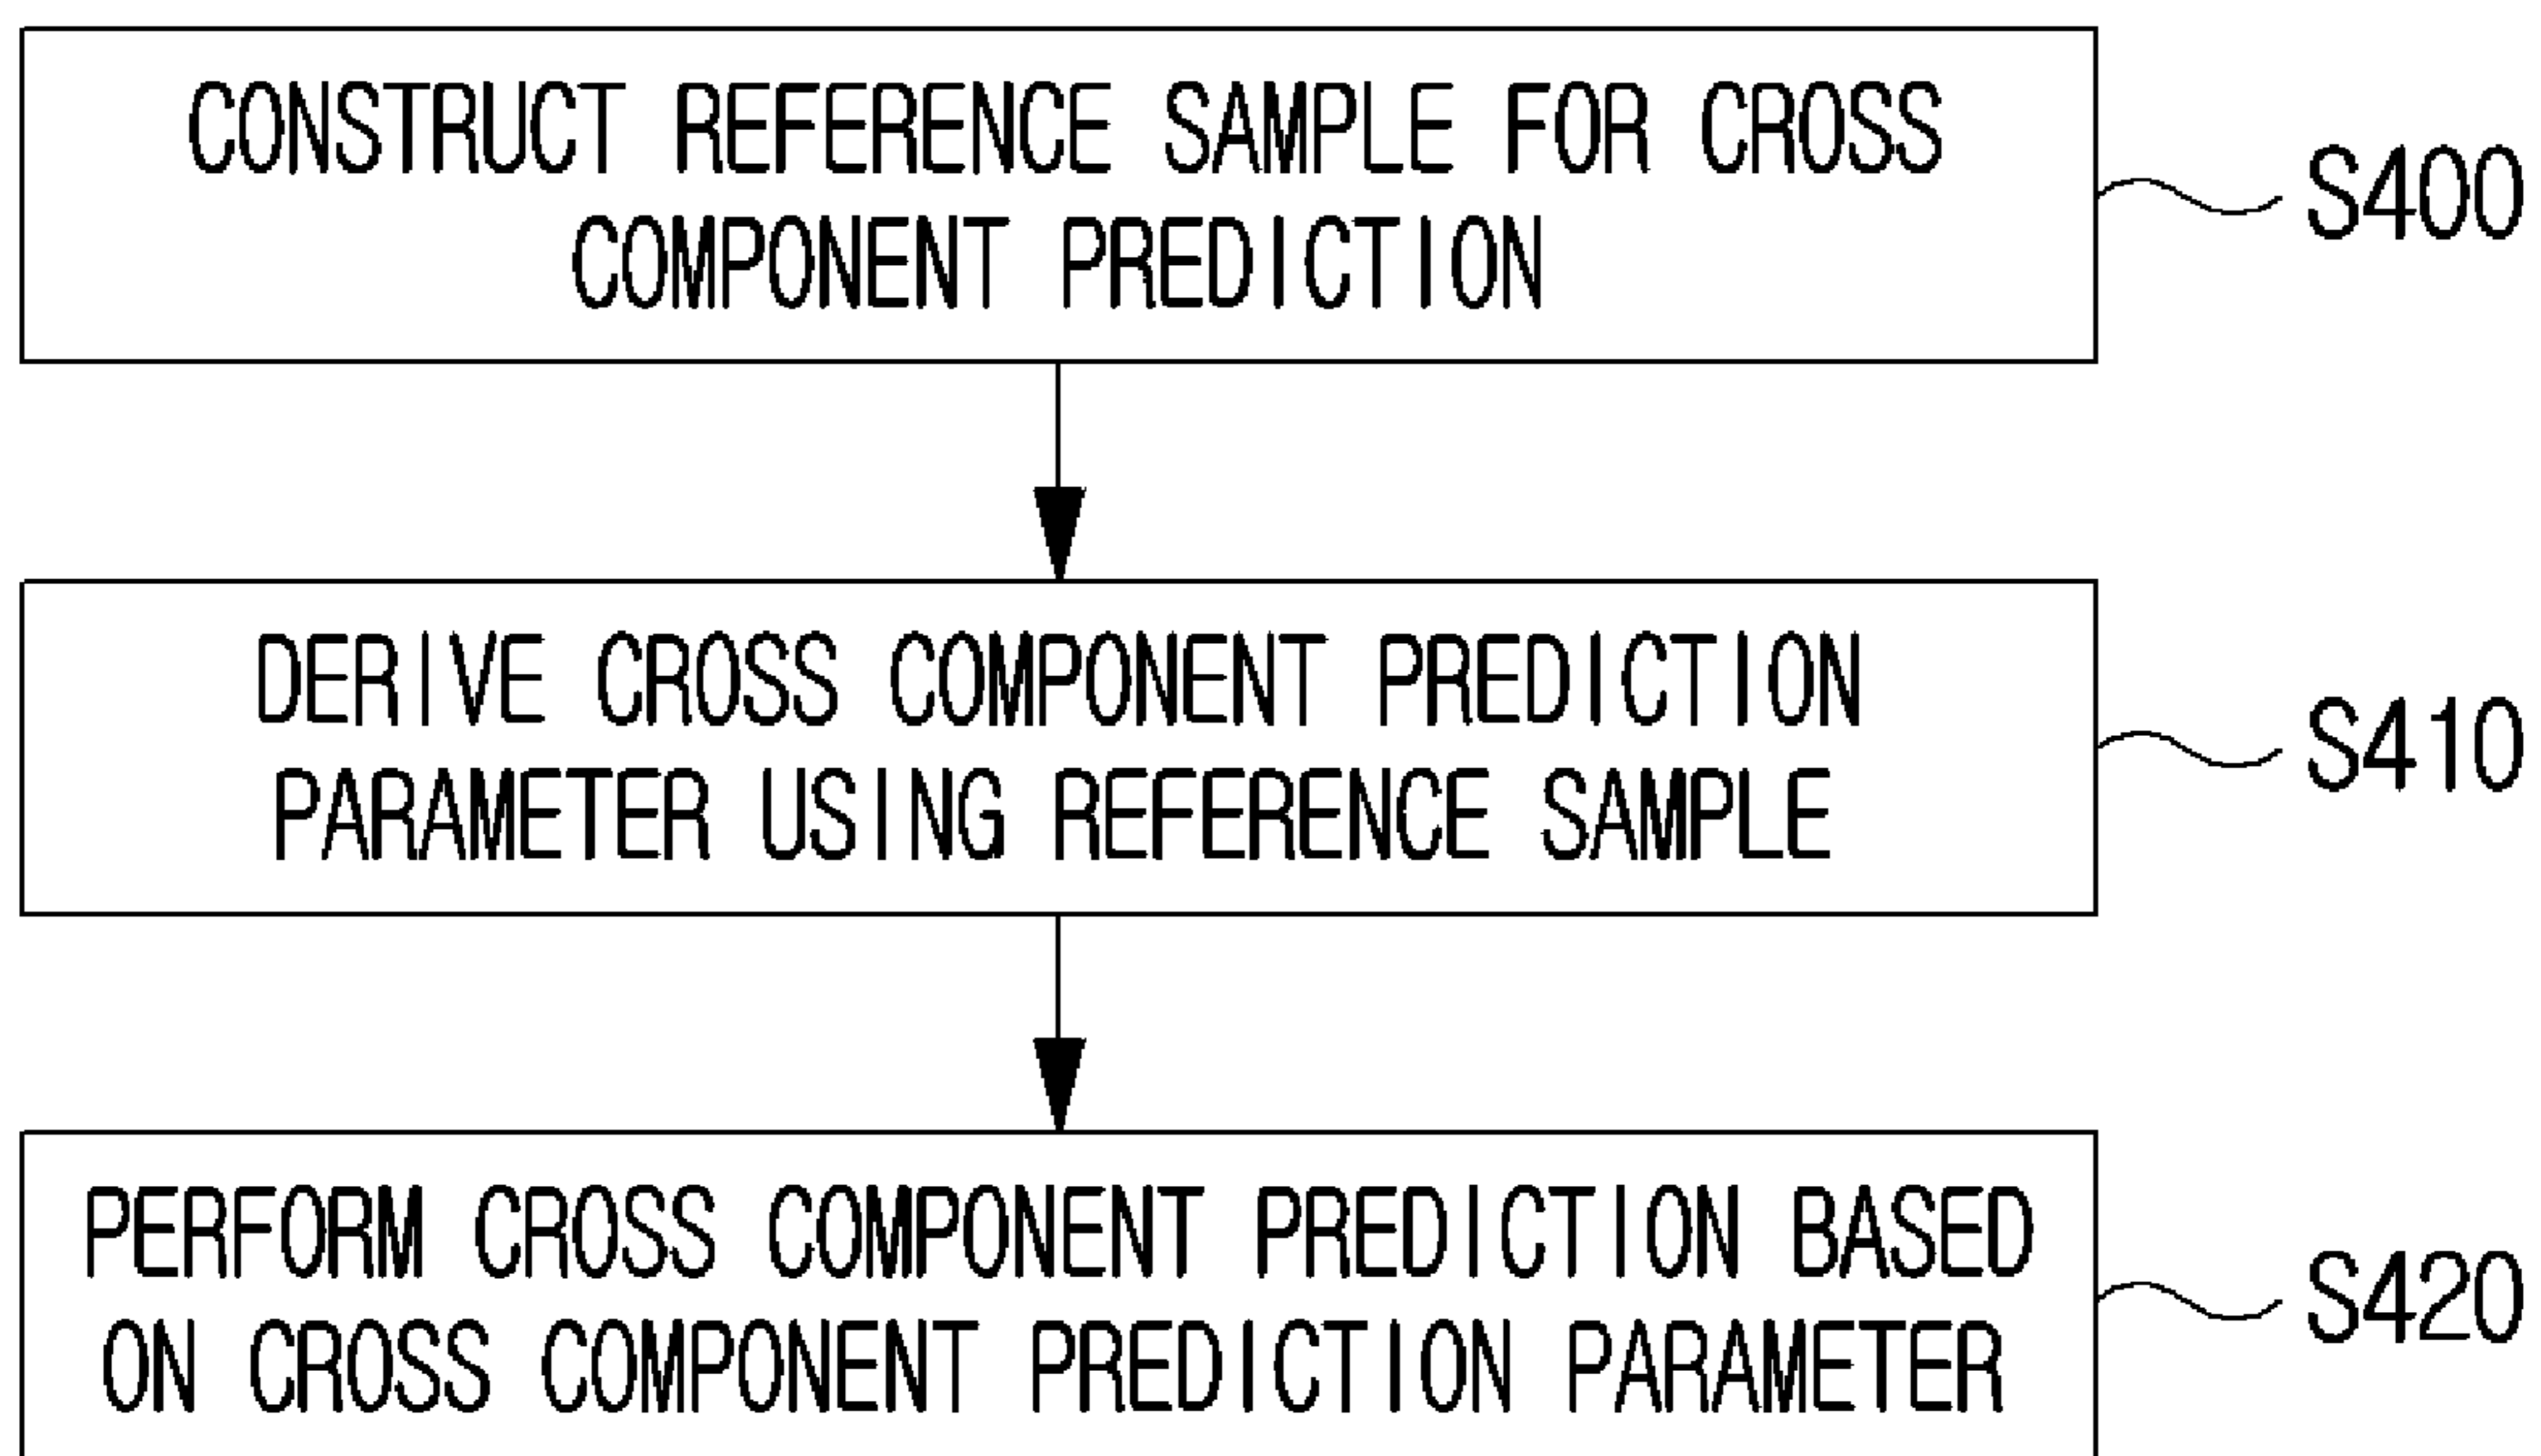 CONSTRUCT REFERENCE SAMPLE FOR CROSS
COMPONENT PREDICTION
S400
DERIVE CROSS COMPONENT PREDICTION
PARAMETER USING REFERENCE SAMPLE
S410
PERFORM CROSS COMPONENT PREDICTION BASED
ON CROSS COMPONENT PREDICTION PARAMETER
S420